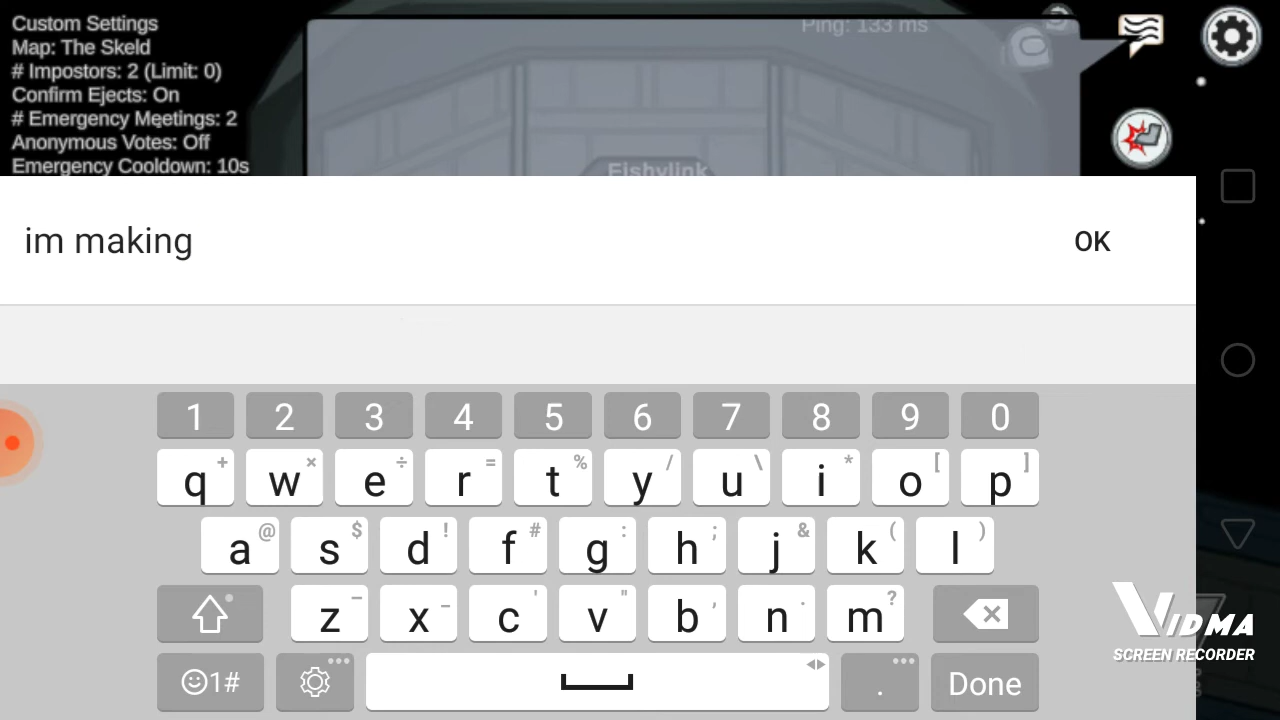 Custom Settings
Map: The Skeld
# Impostors: 2 (Limit: 0)
Confirm Ejects: On
# Emergency Meetings: 2
Anonymous Votes: Off
Emergency Cooldown: 10s
Ping: 133 ms
Fishylink
im making
OK
1 2 3 4 5 6 7 8 9 0
q + w × e ÷ r = t % y / u \ i * o [ p ]
a @ s $ d ! f # g : h ; j & k ( l )
z – x _ c ' v " b , n . m ?
1# . Done
VIDMA
SCREEN RECORDER